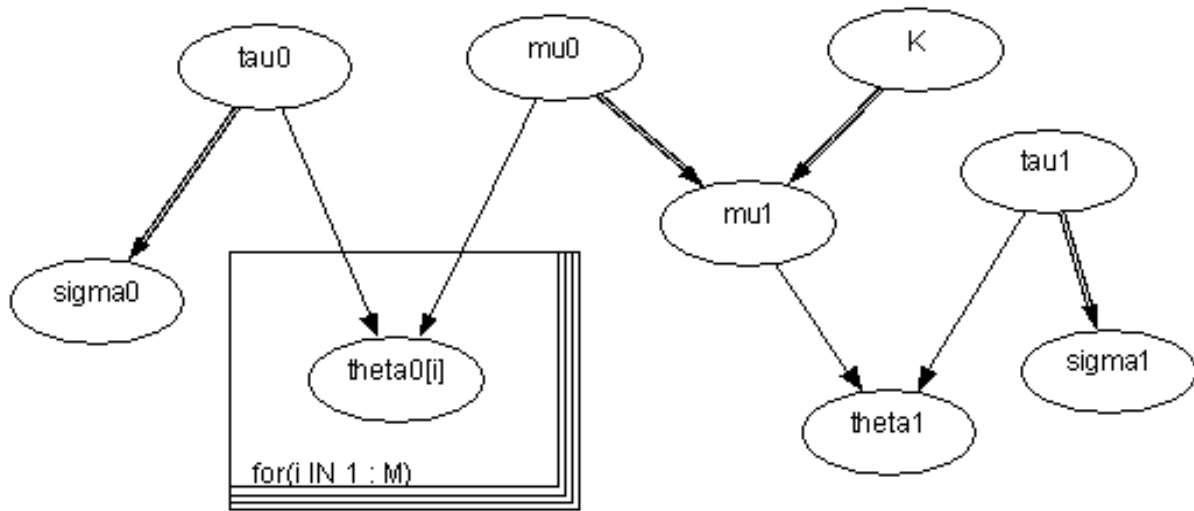 tau0
mu0
K
tau1
mu1
sigma0
theta0[i]
sigma1
theta1
for(i IN 1 : M)